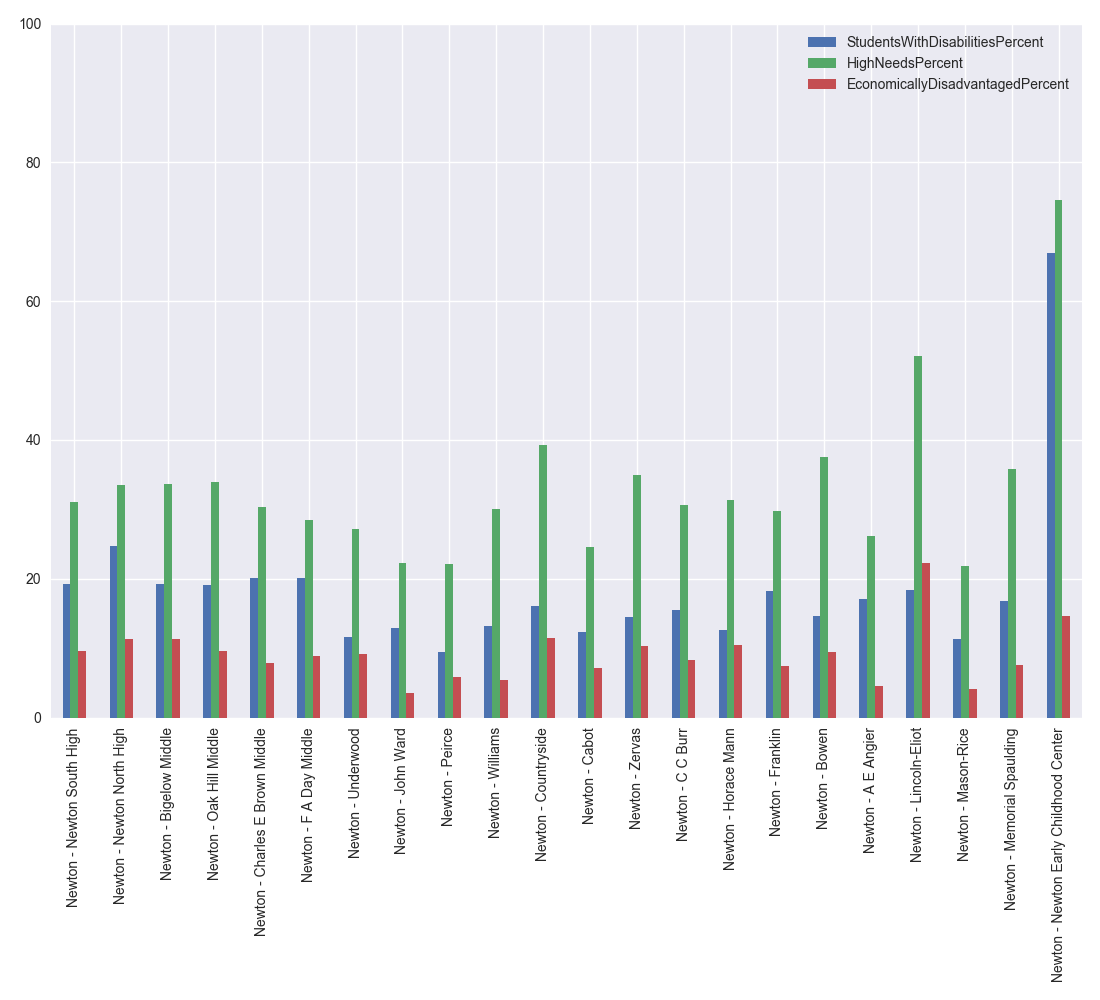 100
80
60
40
20
0
StudentsWithDisabilitiesPercent
HighNeedsPercent
EconomicallyDisadvantagedPercent
Newton - Newton South High
Newton - Newton North High
Newton - Bigelow Middle
Newton - Oak Hill Middle
Newton - Charles E Brown Middle
Newton - F A Day Middle
Newton - Underwood
Newton - John Ward
Newton - Peirce
Newton - Williams
Newton - Countryside
Newton - Cabot
Newton - Zervas
Newton - C C Burr
Newton - Horace Mann
Newton - Franklin
Newton - Bowen
Newton - A E Angier
Newton - Lincoln-Eliot
Newton - Mason-Rice
Newton - Memorial Spaulding
Newton - Newton Early Childhood Center